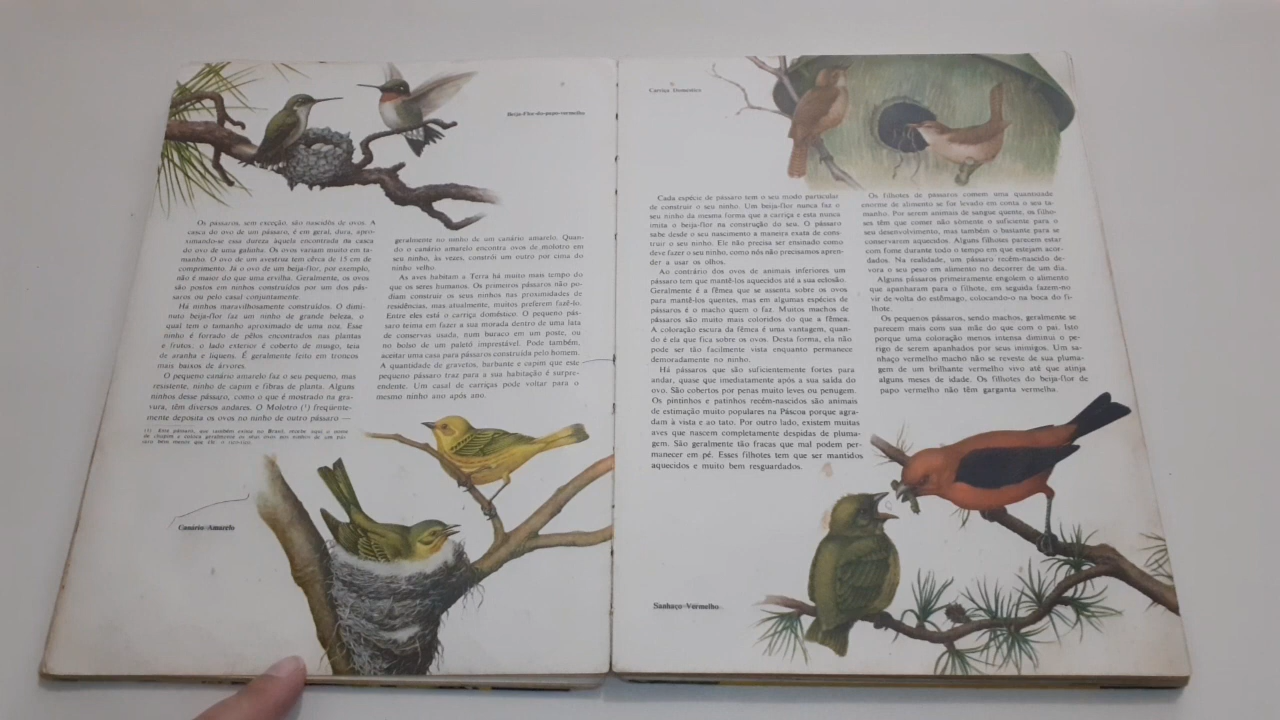 Beija-Flor-do-papo-vermelho
Os pássaros, sem exceção, são nascidos de ovos. A
casca do ovo de um pássaro, é em geral, dura, apro-
ximando-se essa dureza àquela encontrada na casca
do ovo de uma galinha. Os ovos variam muito em ta-
manho. O ovo de um avestruz tem cêrca de 15 cm de
comprimento. Já o ovo de um beija-flor, por exemplo,
não é maior do que uma ervilha. Geralmente, os ovos
são postos em ninhos construídos por um dos pás-
saros ou pelo casal conjuntamente.
Há ninhos maravilhosamente construídos. O dimi-
nuto beija-flor faz um ninho de grande beleza, o
qual tem o tamanho aproximado de uma noz. Esse
ninho é forrado de pêlos encontrados nas plantas
e frutos. o lado exterior é coberto de musgo, teia
de aranha e líquens. É geralmente feito em troncos
mais baixos de árvores.
O pequeno canário amarelo faz o seu pequeno, mas
resistente, ninho de capim e fibras de planta. Alguns
ninhos desse pássaro, como o que é mostrado na gra-
vura, têm diversos andares. O Molotro (¹) freqüente-
mente deposita os ovos no ninho de outro pássaro —
(1) Este pássaro, que também existe no Brasil, recebe aqui o nome
de chupim e coloca geralmente os seus ovos nos ninhos de um pás-
saro bem menos que êle
geralmente no ninho de um canário amarelo. Quan-
do o canário amarelo encontra ovos de molotro em
seu ninho, às vezes, constrói um outro por cima do
ninho velho.
As aves habitam a Terra há muito mais tempo do
que os seres humanos. Os primeiros pássaros não po-
diam construir os seus ninhos nas proximidades de
residências, mas atualmente, muitos preferem fazê-lo.
Entre eles está o carriça doméstico. O pequeno pás-
saro teima em fazer a sua morada dentro de uma lata
de conservas usada, num buraco em um poste, ou
no bolso de um paletó imprestável. Pode também,
aceitar uma casa para pássaros construída pelo homem.
A quantidade de gravetos, barbante e capim que este
pequeno pássaro traz para a sua habitação é surpre-
endente. Um casal de carriças pode voltar para o
mesmo ninho ano após ano.
Canário Amarelo
Carriça Doméstica
Cada espécie de pássaro tem o seu modo particular
de construir o seu ninho. Um beija-flor nunca faz o
seu ninho da mesma forma que a carriça e esta nunca
imita o beija-flor na construção do seu. O pássaro
sabe desde o seu nascimento a maneira exata de cons-
truir o seu ninho. Ele não precisa ser ensinado como
deve fazer o seu ninho, como nós não precisamos apren-
der a usar os olhos.
Ao contrário dos ovos de animais inferiores um
pássaro tem que mantê-los aquecidos até a sua eclosão.
Geralmente é a fêmea que se assenta sobre os ovos
para mantê-los quentes, mas em algumas espécies de
pássaros é o macho quem o faz. Muitos machos de
pássaros são muito mais coloridos do que a fêmea.
A coloração escura da fêmea é uma vantagem, quan-
do é ela que fica sobre os ovos. Desta forma, ela não
pode ser tão facilmente vista enquanto permanece
demoradamente no ninho.
Há pássaros que são suficientemente fortes para
andar, quase que imediatamente após a sua saída do
ovo. São cobertos por penas muito leves ou penugem.
Os pintinhos e patinhos recém-nascidos são animais
de estimação muito populares na Páscoa porque agra-
dam à vista e ao tato. Por outro lado, existem muitas
aves que nascem completamente despidas de pluma-
gem. São geralmente tão fracas que mal podem per-
manecer em pé. Esses filhotes tem que ser mantidos
aquecidos e muito bem resguardados.
Os filhotes de pássaros comem uma quantidade
enorme de alimento se for levado em conta o seu ta-
manho. Por serem animais de sangue quente, os filho-
tes têm que comer não sòmente o suficiente para o
seu desenvolvimento, mas também o bastante para se
conservarem aquecidos. Alguns filhotes parecem estar
com fome durante todo o tempo em que estejam acor-
dados. Na realidade, um pássaro recém-nascido de-
vora o seu peso em alimento no decorrer de um dia.
Alguns pássaros primeiramente engolem o alimento
que apanharam para o filhote, em seguida fazem-no
vir de volta do estômago, colocando-o na boca do fi-
lhote.
Os pequenos pássaros, sendo machos, geralmente se
parecem mais com sua mãe do que com o pai. Isto
porque uma coloração menos intensa diminui o pe-
rigo de serem apanhados por seus inimigos. Um sa-
nhaço vermelho macho não se reveste de sua pluma-
gem de um brilhante vermelho vivo até que atinja
alguns meses de idade. Os filhotes do beija-flor de
papo vermelho não têm garganta vermelha.
Sanhaço Vermelho